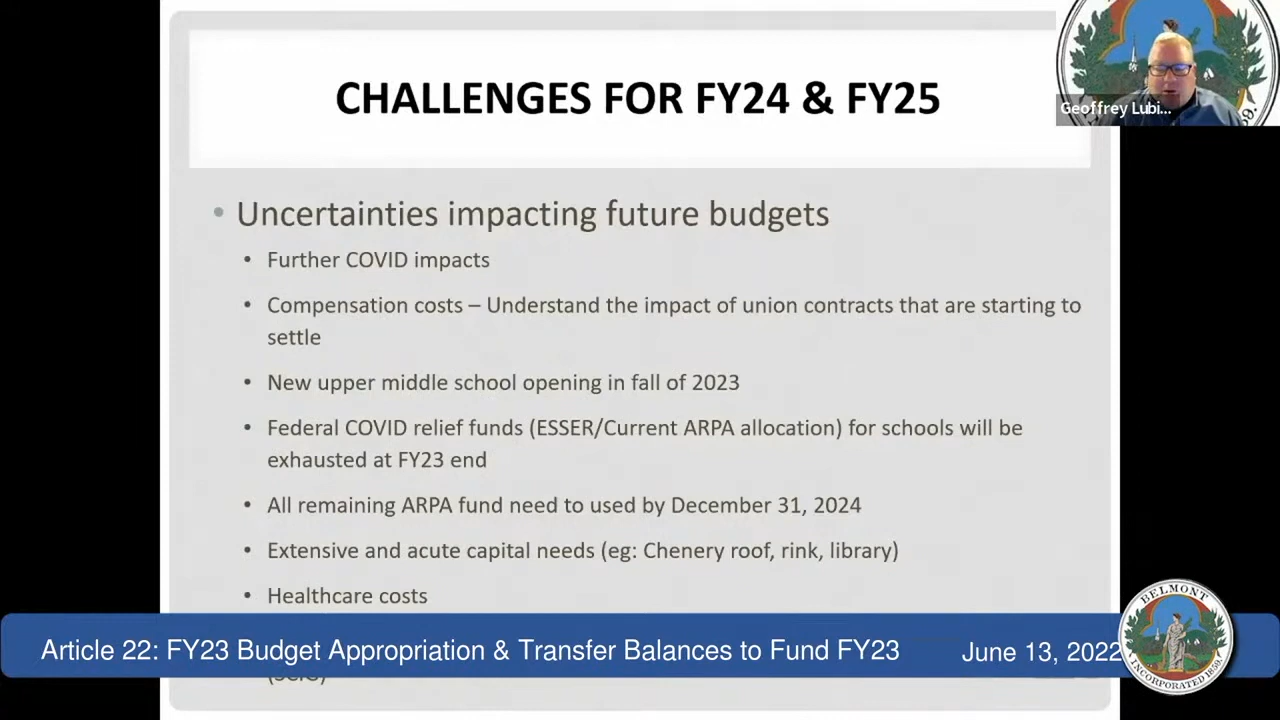 CHALLENGES FOR FY24 & FY25
Geoffrey Lubi...
• Uncertainties impacting future budgets
• Further COVID impacts
• Compensation costs – Understand the impact of union contracts that are starting to
settle
• New upper middle school opening in fall of 2023
• Federal COVID relief funds (ESSER/Current ARPA allocation) for schools will be
exhausted at FY23 end
• All remaining ARPA fund need to used by December 31, 2024
• Extensive and acute capital needs (eg: Chenery roof, rink, library)
• Healthcare costs
Article 22: FY23 Budget Appropriation & Transfer Balances to Fund FY23
June 13, 2022
BELMONT
INCORPORATED 1859.